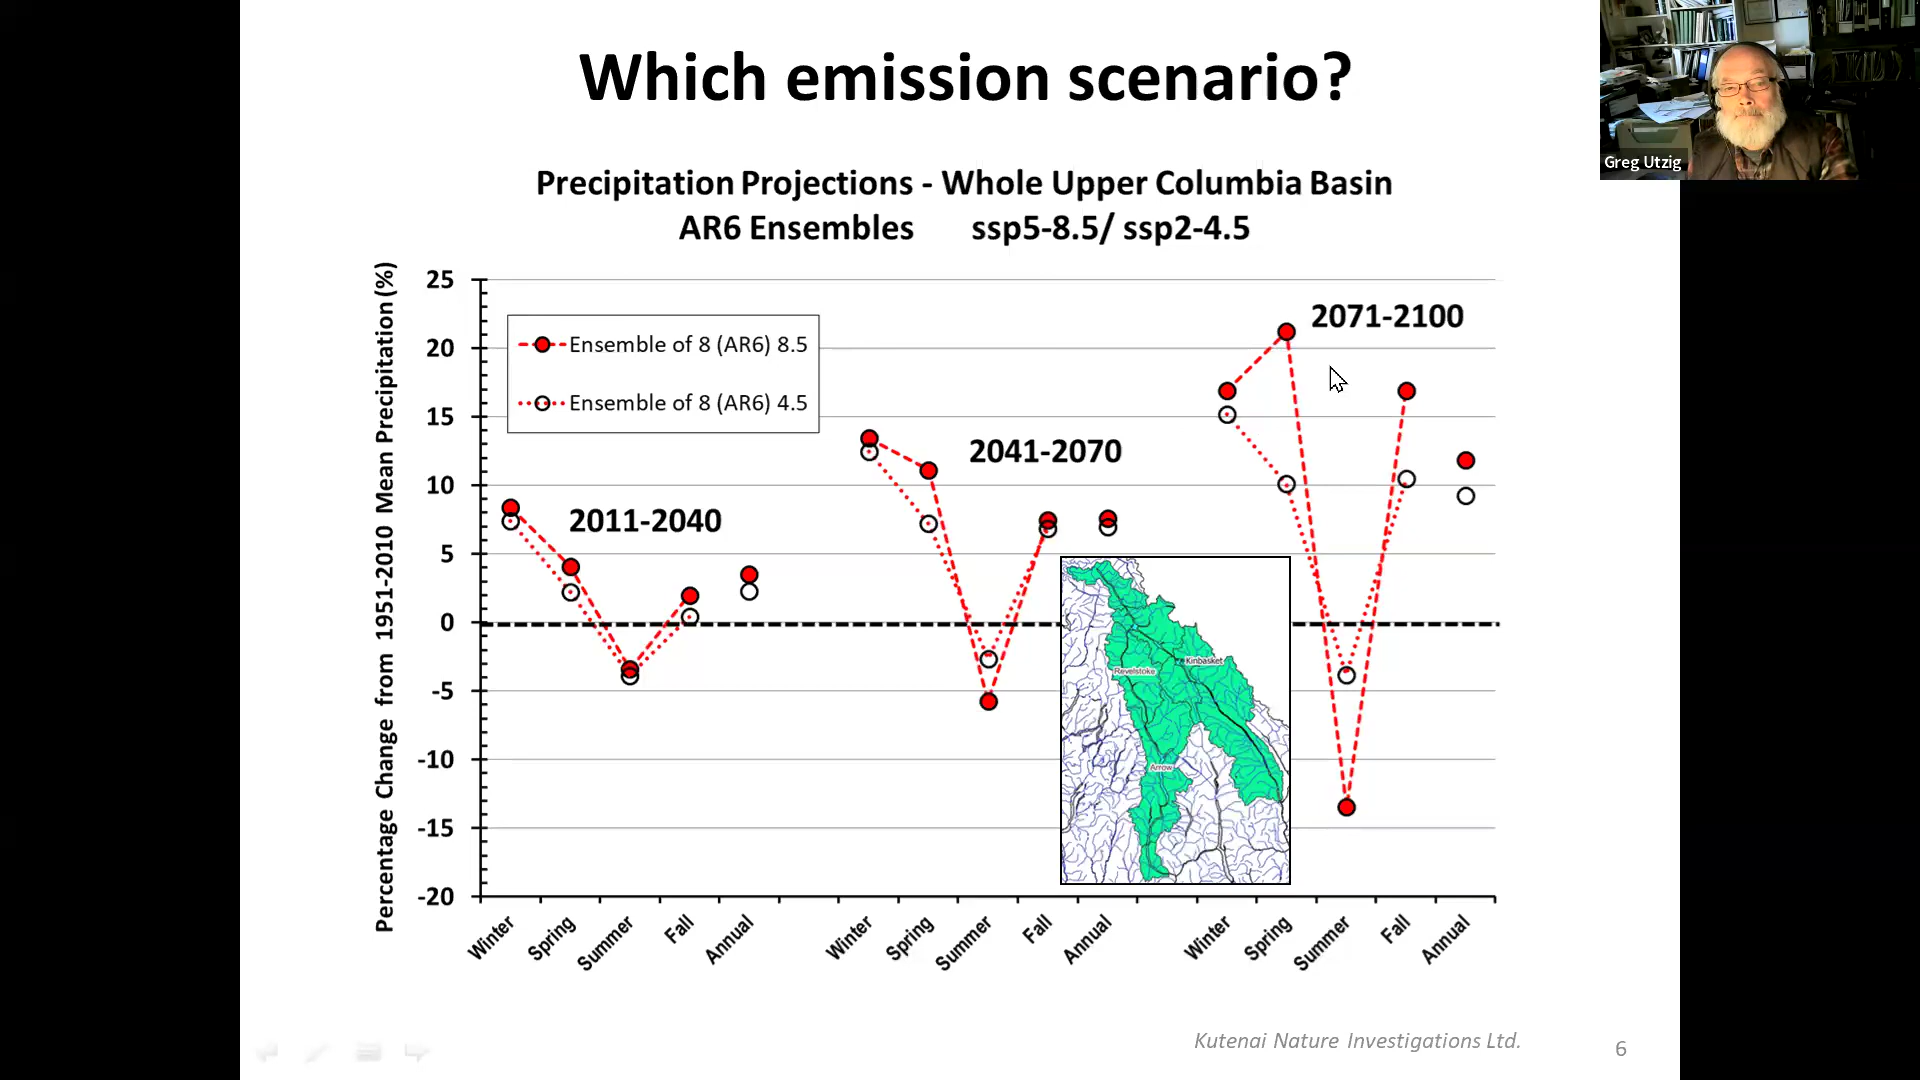 Which emission scenario?
Greg Utzig
Precipitation Projections - Whole Upper Columbia Basin
AR6 Ensembles ssp5-8.5/ ssp2-4.5
Percentage Change from 1951-2010 Mean Precipitation (%)
25
20
15
10
5
0
-5
-10
-15
-20
Ensemble of 8 (AR6) 8.5
Ensemble of 8 (AR6) 4.5
2011-2040
2041-2070
2071-2100
Kinbasket
Revelstoke
Arrow
Winter
Spring
Summer
Fall
Annual
Winter
Spring
Summer
Fall
Annual
Winter
Spring
Summer
Fall
Annual
Kutenai Nature Investigations Ltd.
6